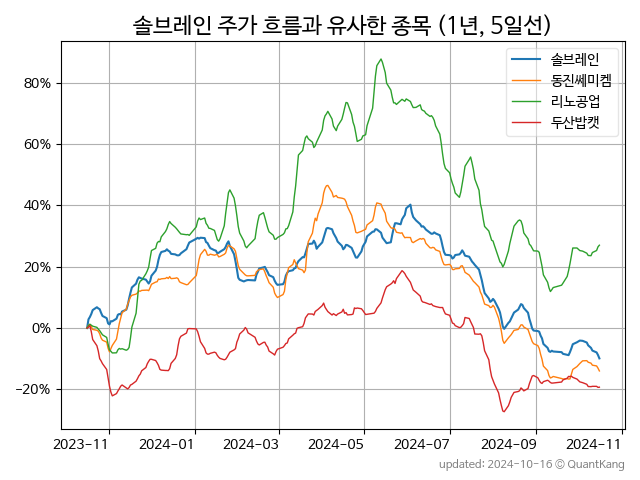 솔브레인 주가 흐름과 유사한 종목 (1년, 5일선)
솔브레인
동진쎄미켐
리노공업
두산밥캣
80%
60%
40%
20%
0%
−20%
2023-11
2024-01
2024-03
2024-05
2024-07
2024-09
2024-11
updated: 2024-10-16 © QuantKang